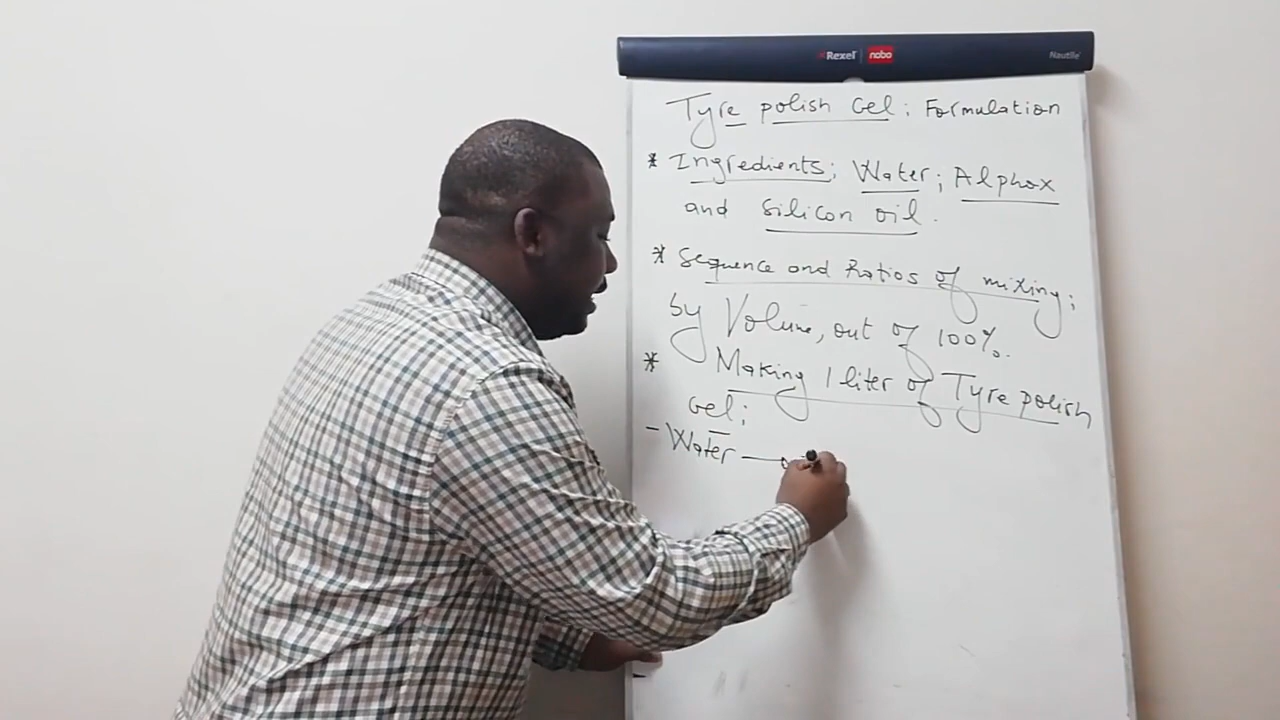 Rexel nobo Nautile
Tyre polish Gel; Formulation
* Ingredients; Water; Alphox
and Silicon oil.
* Sequence and Ratios of mixing;
by Volume, out of 100%.
* Making 1 liter of Tyre polish
Gel;
- Water